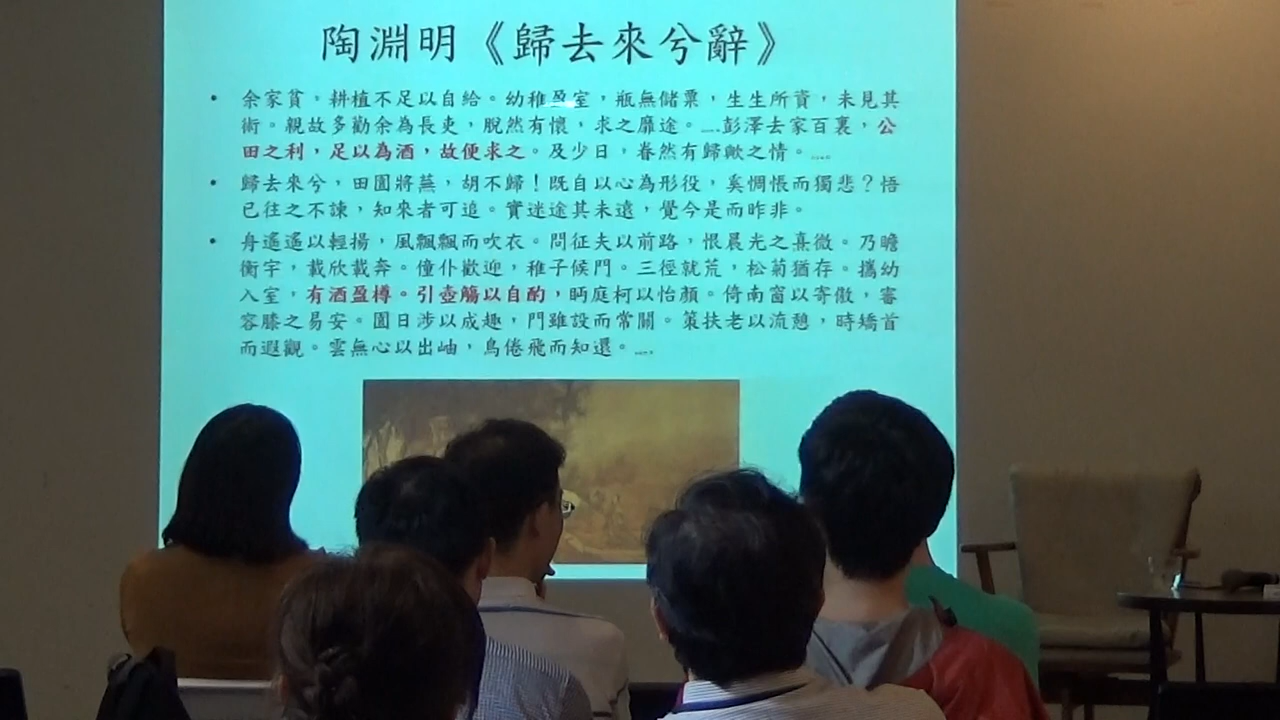 陶淵明《歸去來兮辭》
• 余家貧，耕植不足以自給。幼稚盈室，瓶無儲粟，生生所資，未見其
術。親故多勸余為長吏，脫然有懷，求之靡途。……彭澤去家百裏，公
田之利，足以為酒，故便求之。及少日，眷然有歸歟之情。……
• 歸去來兮，田園將蕪，胡不歸！既自以心為形役，奚惆悵而獨悲？悟
已往之不諫，知來者可追。實迷途其未遠，覺今是而昨非。
• 舟遙遙以輕揚，風飄飄而吹衣。問征夫以前路，恨晨光之熹微。乃瞻
衡宇，載欣載奔。僮仆歡迎，稚子候門。三徑就荒，松菊猶存。攜幼
入室，有酒盈樽。引壺觴以自酌，眄庭柯以怡顏。倚南窗以寄傲，審
容膝之易安。園日涉以成趣，門雖設而常關。策扶老以流憩，時矯首
而遐觀。雲無心以出岫，鳥倦飛而知還。……